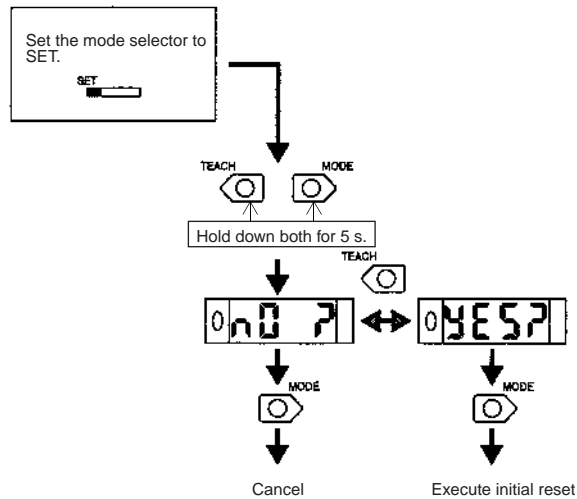 Set the mode selector to
SET.
SET
TEACH
MODE
Hold down both for 5 s.
TEACH
0 nO ?
0 YES?
MODE
MODE
Cancel
Execute initial reset